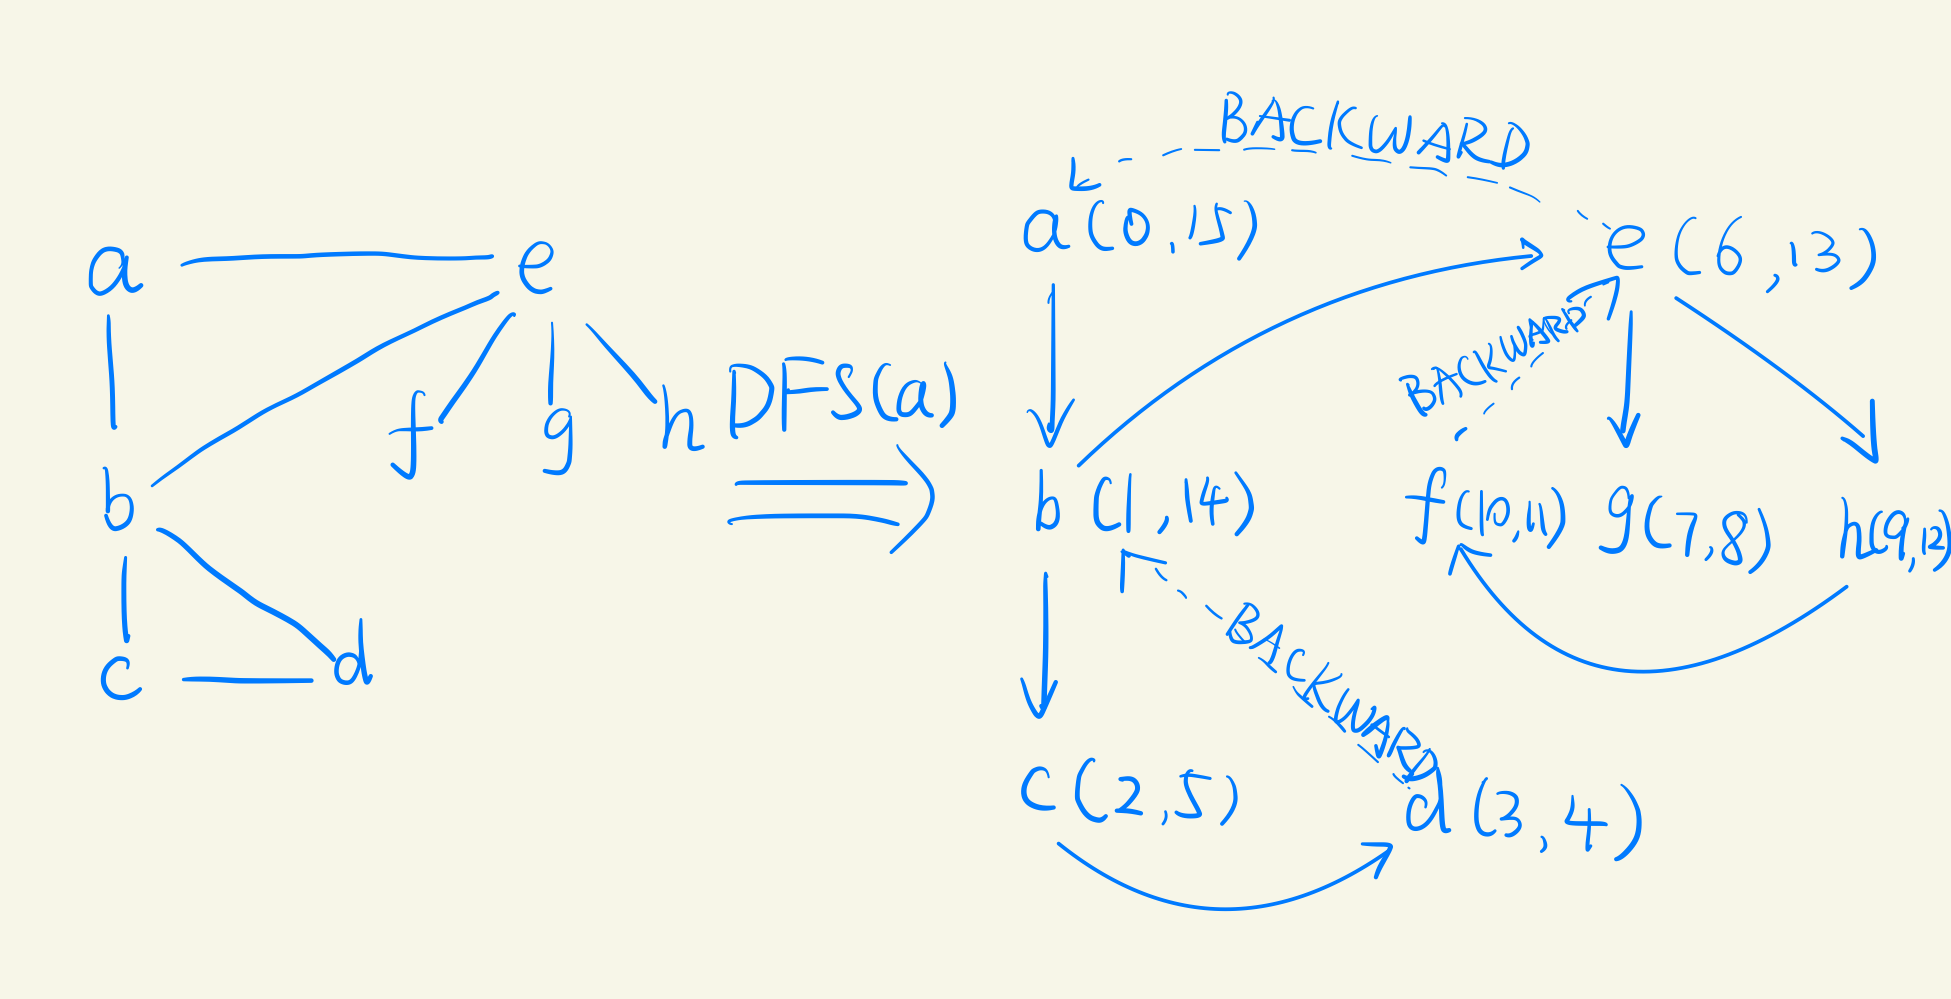 BACKWARD
a (0,15)
e (6,13)
a
e
BACKWARD
DFS(a)
f
g
h
b
b (1,14)
f(10,11)
g(7,8)
h(9,12)
BACKWARD
c
d
c (2,5)
d (3,4)